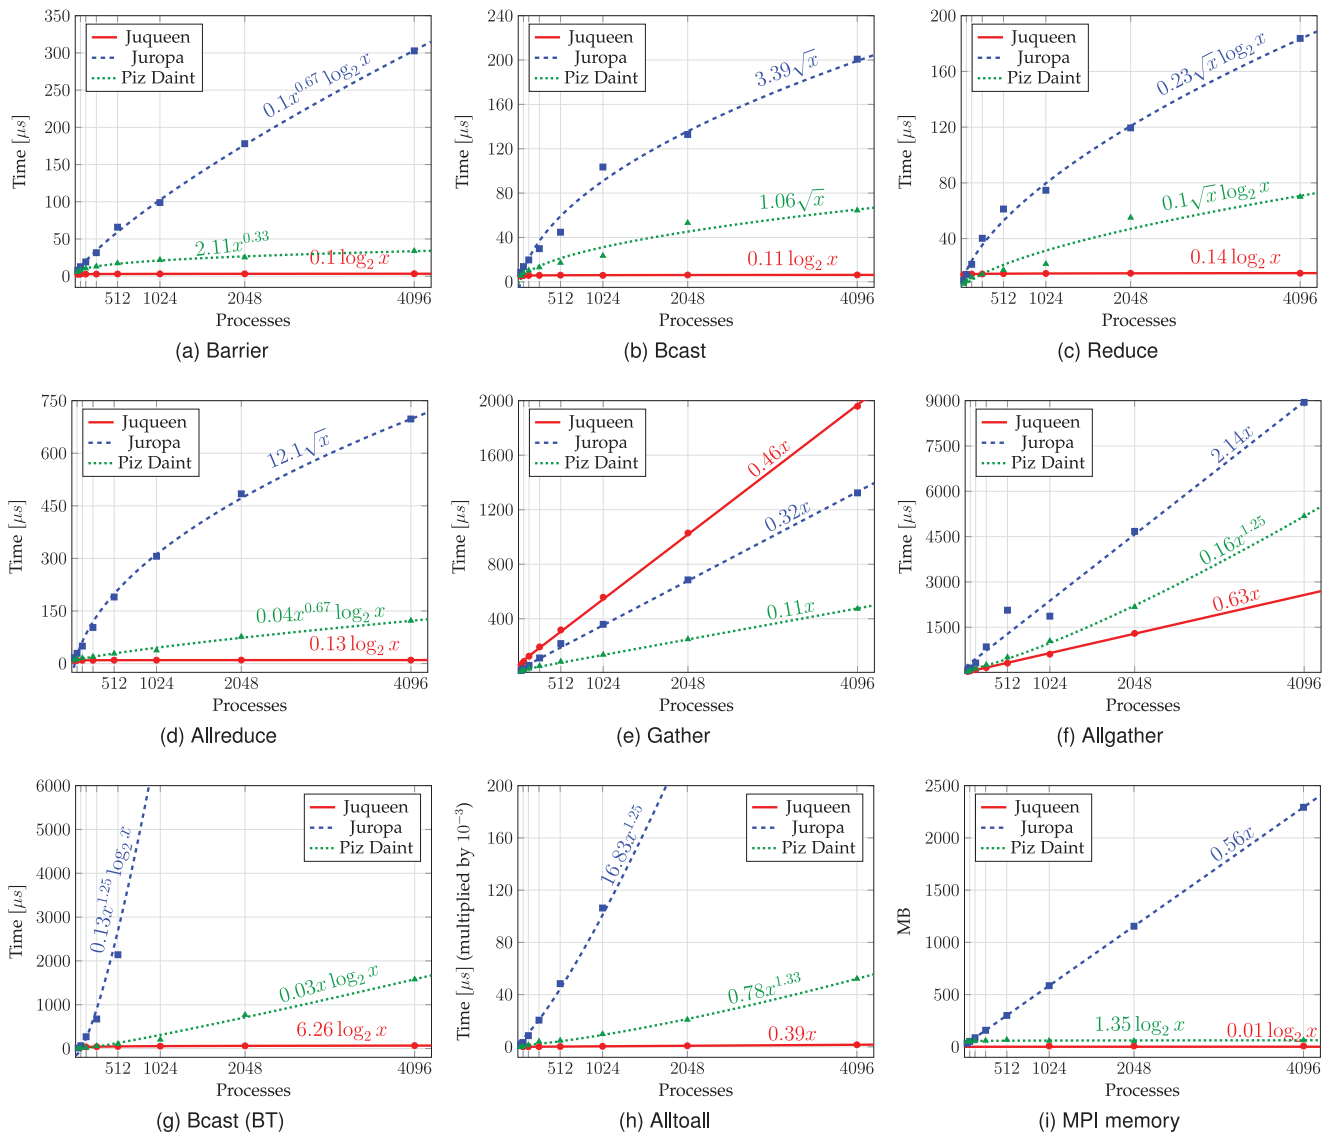 350
300
250
200
150
100
50
0
Time [μs]
Juqueen
Juropa
Piz Daint
0.1x^0.67 log₂ x
2.11x^0.33
0.1 log₂ x
512 1024 2048 4096
Processes
(a) Barrier
240
200
160
120
80
40
0
Time [μs]
Juqueen
Juropa
Piz Daint
3.39√x
1.06√x
0.11 log₂ x
512 1024 2048 4096
Processes
(b) Bcast
200
160
120
80
40
Time [μs]
Juqueen
Juropa
Piz Daint
0.23√x log₂ x
0.1√x log₂ x
0.14 log₂ x
512 1024 2048 4096
Processes
(c) Reduce
750
600
450
300
150
0
Time [μs]
Juqueen
Juropa
Piz Daint
12.1√x
0.04x^0.67 log₂ x
0.13 log₂ x
512 1024 2048 4096
Processes
(d) Allreduce
2000
1600
1200
800
400
Time [μs]
Juqueen
Juropa
Piz Daint
0.46x
0.32x
0.11x
512 1024 2048 4096
Processes
(e) Gather
9000
7500
6000
4500
3000
1500
Time [μs]
Juqueen
Juropa
Piz Daint
2.14x
0.16x^1.25
0.63x
512 1024 2048 4096
Processes
(f) Allgather
6000
5000
4000
3000
2000
1000
0
Time [μs]
Juqueen
Juropa
Piz Daint
0.13x^1.25 log₂ x
0.03x log₂ x
6.26 log₂ x
512 1024 2048 4096
Processes
(g) Bcast (BT)
200
160
120
80
40
0
Time [μs] (multiplied by 10⁻³)
Juqueen
Juropa
Piz Daint
16.83x^1.25
0.78x^1.33
0.39x
512 1024 2048 4096
Processes
(h) Alltoall
2500
2000
1500
1000
500
0
MB
Juqueen
Juropa
Piz Daint
0.56x
1.35 log₂ x
0.01 log₂ x
512 1024 2048 4096
Processes
(i) MPI memory